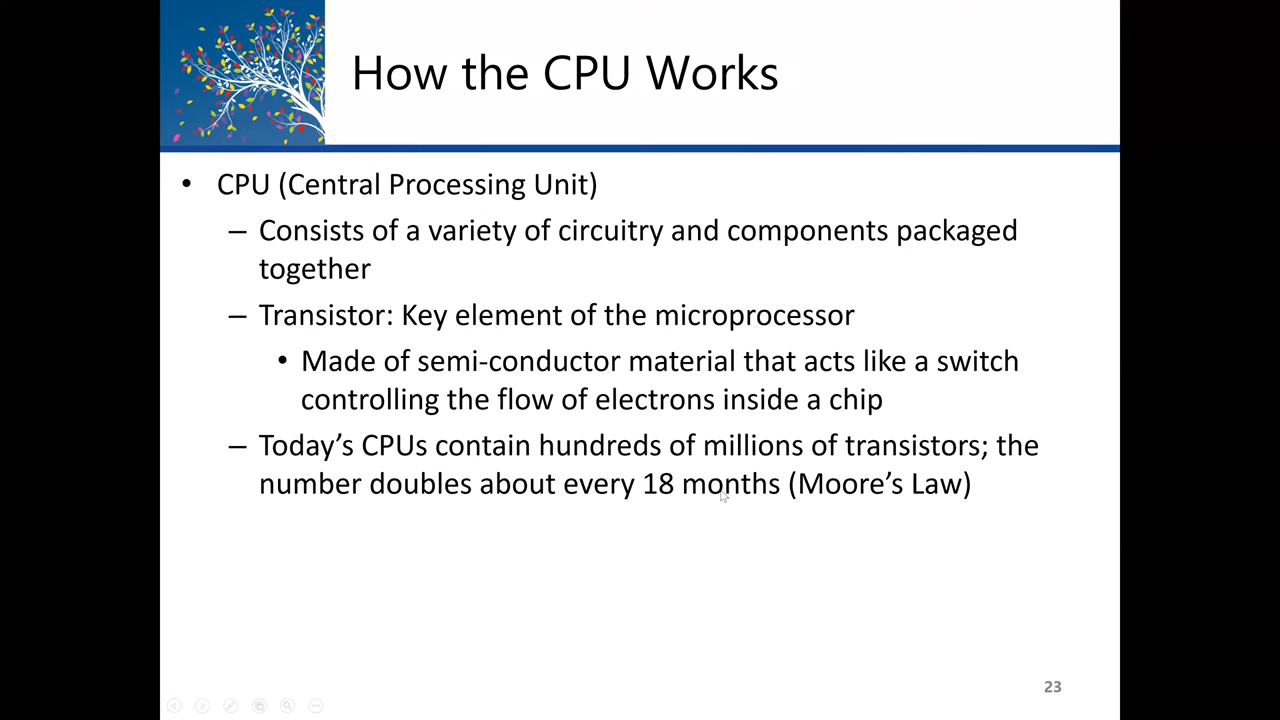 How the CPU Works
• CPU (Central Processing Unit)
– Consists of a variety of circuitry and components packaged
together
– Transistor: Key element of the microprocessor
• Made of semi-conductor material that acts like a switch
controlling the flow of electrons inside a chip
– Today’s CPUs contain hundreds of millions of transistors; the
number doubles about every 18 months (Moore’s Law)
23